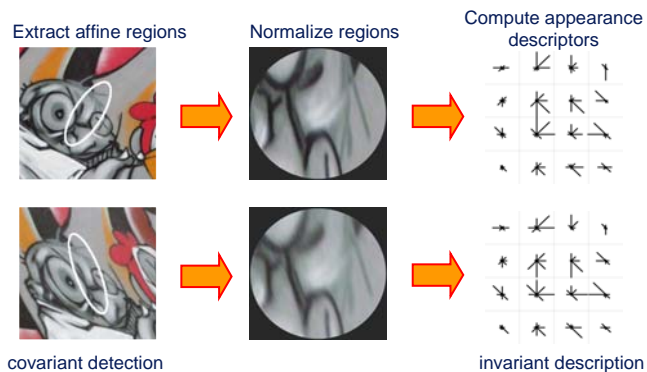 Extract affine regions
Normalize regions
Compute appearance
descriptors
covariant detection
invariant description